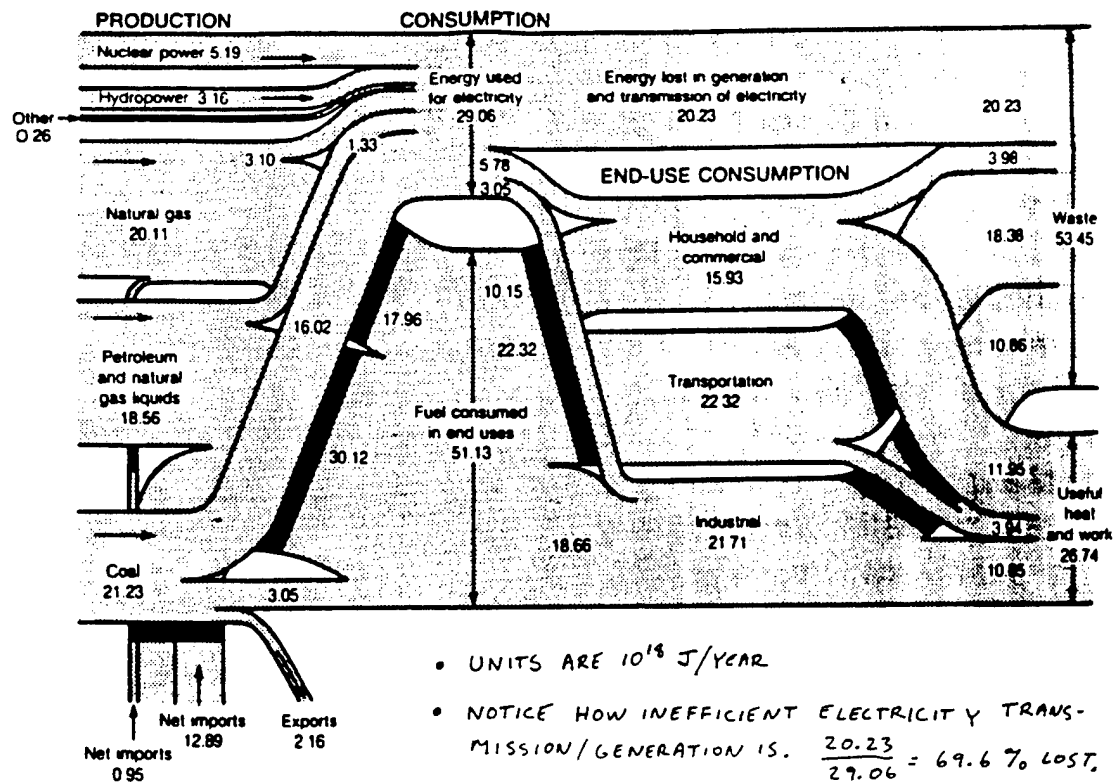 PRODUCTION
CONSUMPTION
Nuclear power 5.19
Hydropower 3.16
Other
0.26
3.10
1.33
Natural gas
20.11
Petroleum
and natural
gas liquids
18.56
Coal
21.23
Net imports
0.95
Net imports
12.89
Exports
2.16
16.02
17.96
30.12
3.05
Energy used
for electricity
29.06
Fuel consumed
in end uses
51.13
5.78
3.05
10.15
22.32
18.66
Energy lost in generation
and transmission of electricity
20.23
END-USE CONSUMPTION
Household and
commercial
15.93
Transportation
22.32
Industrial
21.71
20.23
3.98
18.38
10.86
11.95
3.94
10.85
Waste
53.45
Useful
heat
and work
26.74
• UNITS ARE 10¹⁸ J/YEAR
• NOTICE HOW INEFFICIENT ELECTRICITY TRANS-
MISSION/GENERATION IS. 20.23/29.06 = 69.6 % LOST.